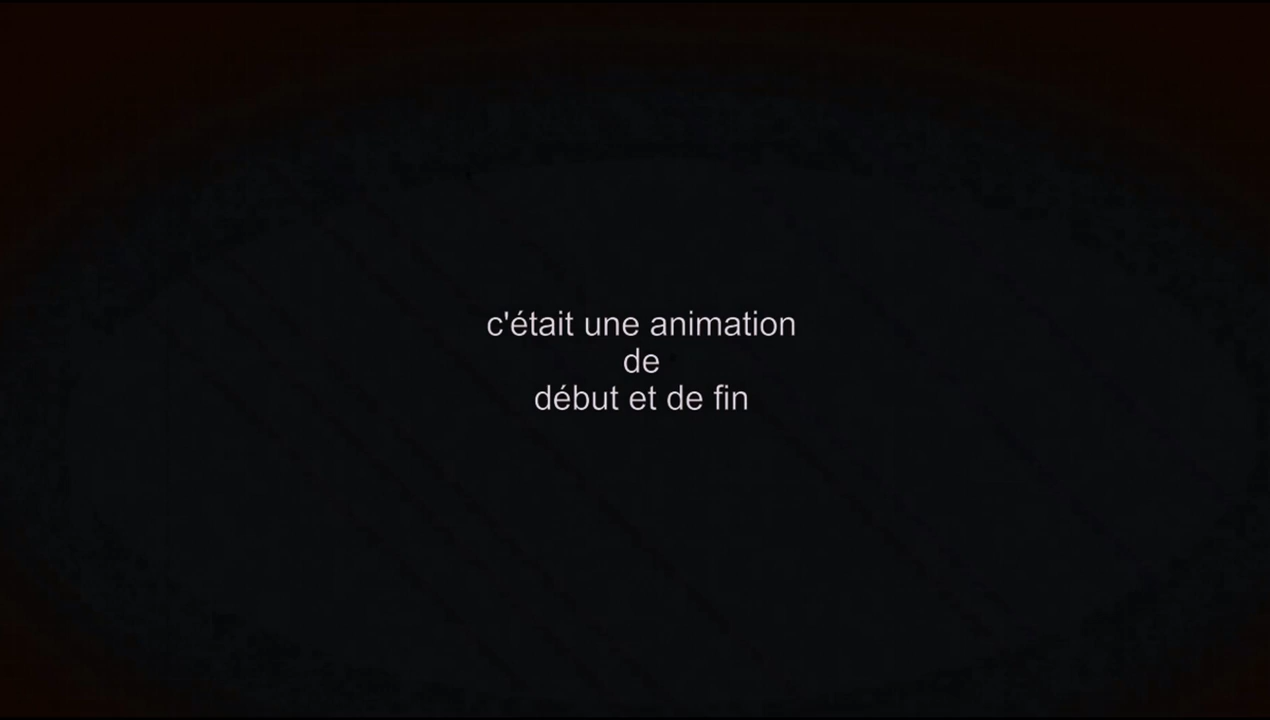 c'était une animation
de
début et de fin